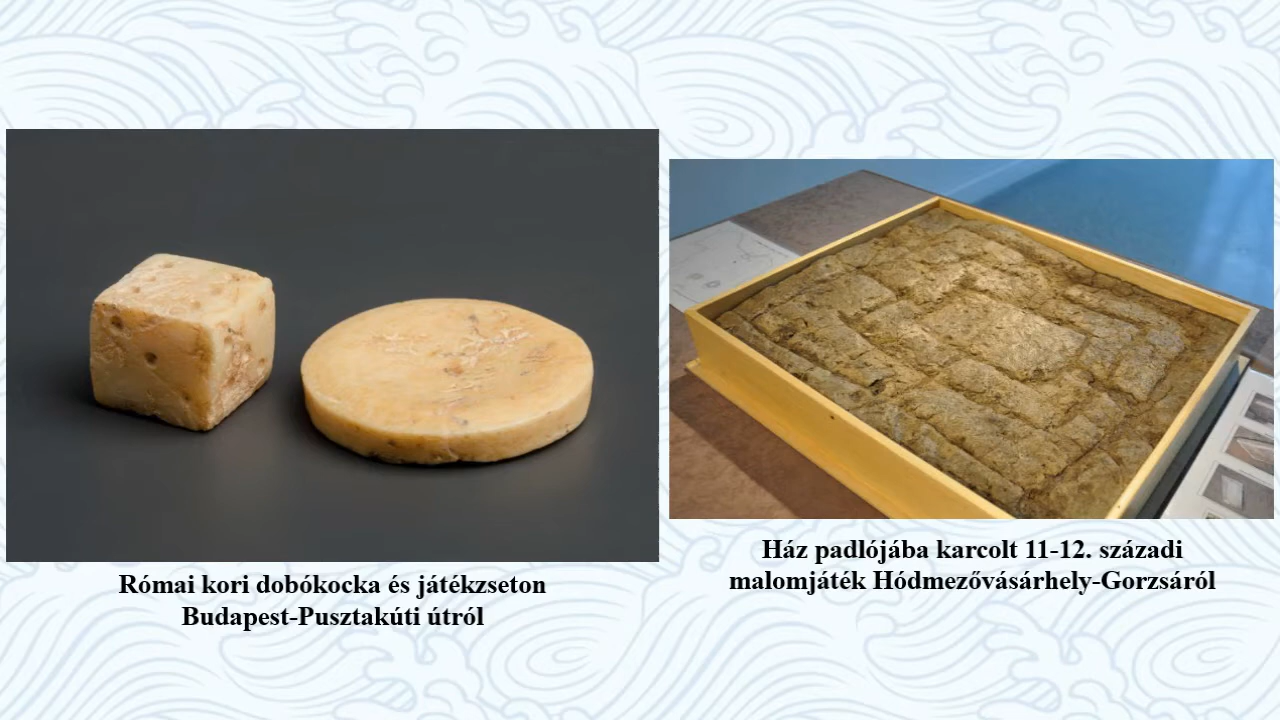 Római kori dobókocka és játékzseton
Budapest-Pusztakúti útról
Ház padlójába karcolt 11-12. századi
malomjáték Hódmezővásárhely-Gorzsáról